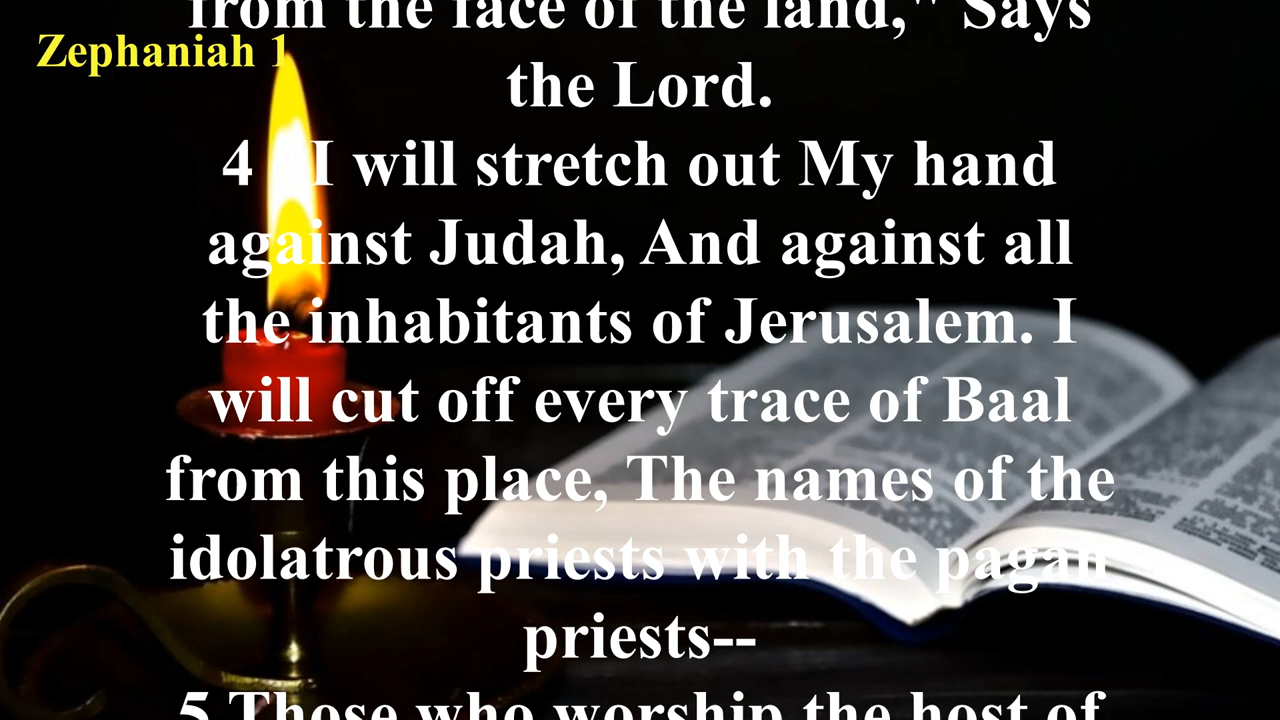 from the face of the land," Says
Zephaniah 1
the Lord.
4 "I will stretch out My hand
against Judah, And against all
the inhabitants of Jerusalem. I
will cut off every trace of Baal
from this place, The names of the
idolatrous priests with the pagan
priests--
5 Those who worship the host of